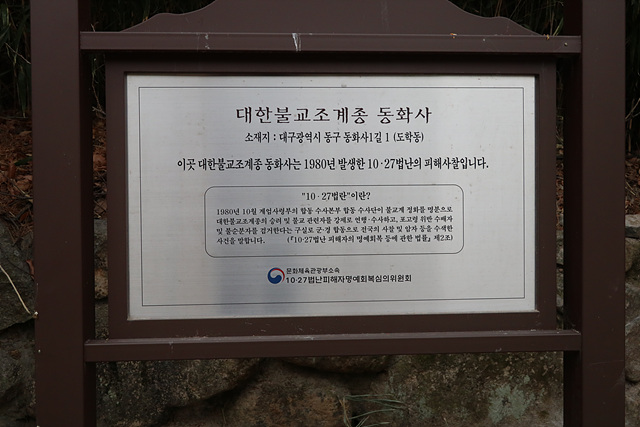 대한불교조계종 동화사
소재지 : 대구광역시 동구 동화사1길 1 (도학동)
이곳 대한불교조계종 동화사는 1980년 발생한 10·27법난의 피해사찰입니다.
"10·27법란"이란?
1980년 10월 계엄사령부의 합동 수사본부 합동 수사단이 불교계 정화를 명분으로
대한불교조계종의 승려 및 불교 관련자를 강제로 연행·수사하고, 포고령 위반 수배자
및 불순분자를 검거한다는 구실로 군·경 합동으로 전국의 사찰 및 암자 등을 수색한
사건을 말합니다. (『10·27법난 피해자의 명예회복 등에 관한 법률』 제2조)
문화체육관광부소속
10·27법난피해자명예회복심의위원회